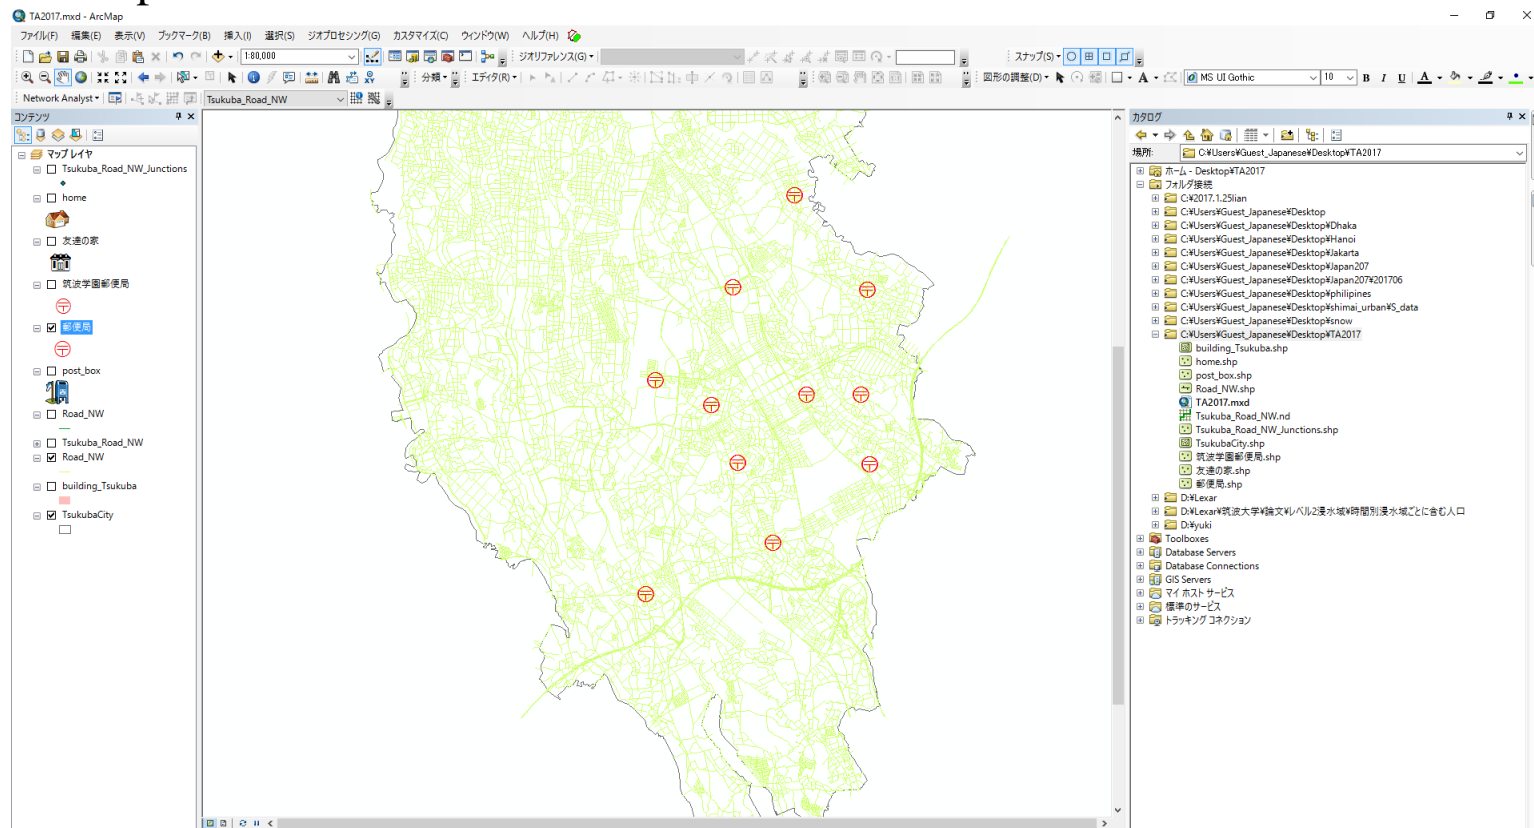 TA2017.mxd - ArcMap
ファイル(F) 編集(E) 表示(V) ブックマーク(B) 挿入(I) 選択(S) ジオプロセシング(G) カスタマイズ(C) ウィンドウ(W) ヘルプ(H)
1:80,000 ジオリファレンス(G) スナップ(S)
分類 エディタ(R) 図形の調整(D) A MS UI Gothic 10 B I U A
Network Analyst Tsukuba_Road_NW
コンテンツ
マップ レイヤ
Tsukuba_Road_NW_Junctions
home
友達の家
筑波学園郵便局
郵便局
post_box
Road_NW
Tsukuba_Road_NW
Road_NW
building_Tsukuba
TsukubaCity
カタログ
場所: C:¥Users¥Guest_Japanese¥Desktop¥TA2017
ホーム - Desktop¥TA2017
フォルダ接続
C:¥2017.1.25lian
C:¥Users¥Guest_Japanese¥Desktop
C:¥Users¥Guest_Japanese¥Desktop¥Dhaka
C:¥Users¥Guest_Japanese¥Desktop¥Hanoi
C:¥Users¥Guest_Japanese¥Desktop¥Jakarta
C:¥Users¥Guest_Japanese¥Desktop¥Japan207
C:¥Users¥Guest_Japanese¥Desktop¥Japan207¥201706
C:¥Users¥Guest_Japanese¥Desktop¥philipines
C:¥Users¥Guest_Japanese¥Desktop¥shimai_urban¥S_data
C:¥Users¥Guest_Japanese¥Desktop¥snow
C:¥Users¥Guest_Japanese¥Desktop¥TA2017
building_Tsukuba.shp
home.shp
post_box.shp
Road_NW.shp
TA2017.mxd
Tsukuba_Road_NW.nd
Tsukuba_Road_NW_Junctions.shp
TsukubaCity.shp
筑波学園郵便局.shp
友達の家.shp
郵便局.shp
D:¥Lexar
D:¥Lexar¥筑波大学¥論文¥レベル2浸水域¥時間別浸水域ごとに含む人口
D:¥yuki
Toolboxes
Database Servers
Database Connections
GIS Servers
マイ ホスト サービス
標準のサービス
トラッキング コネクション